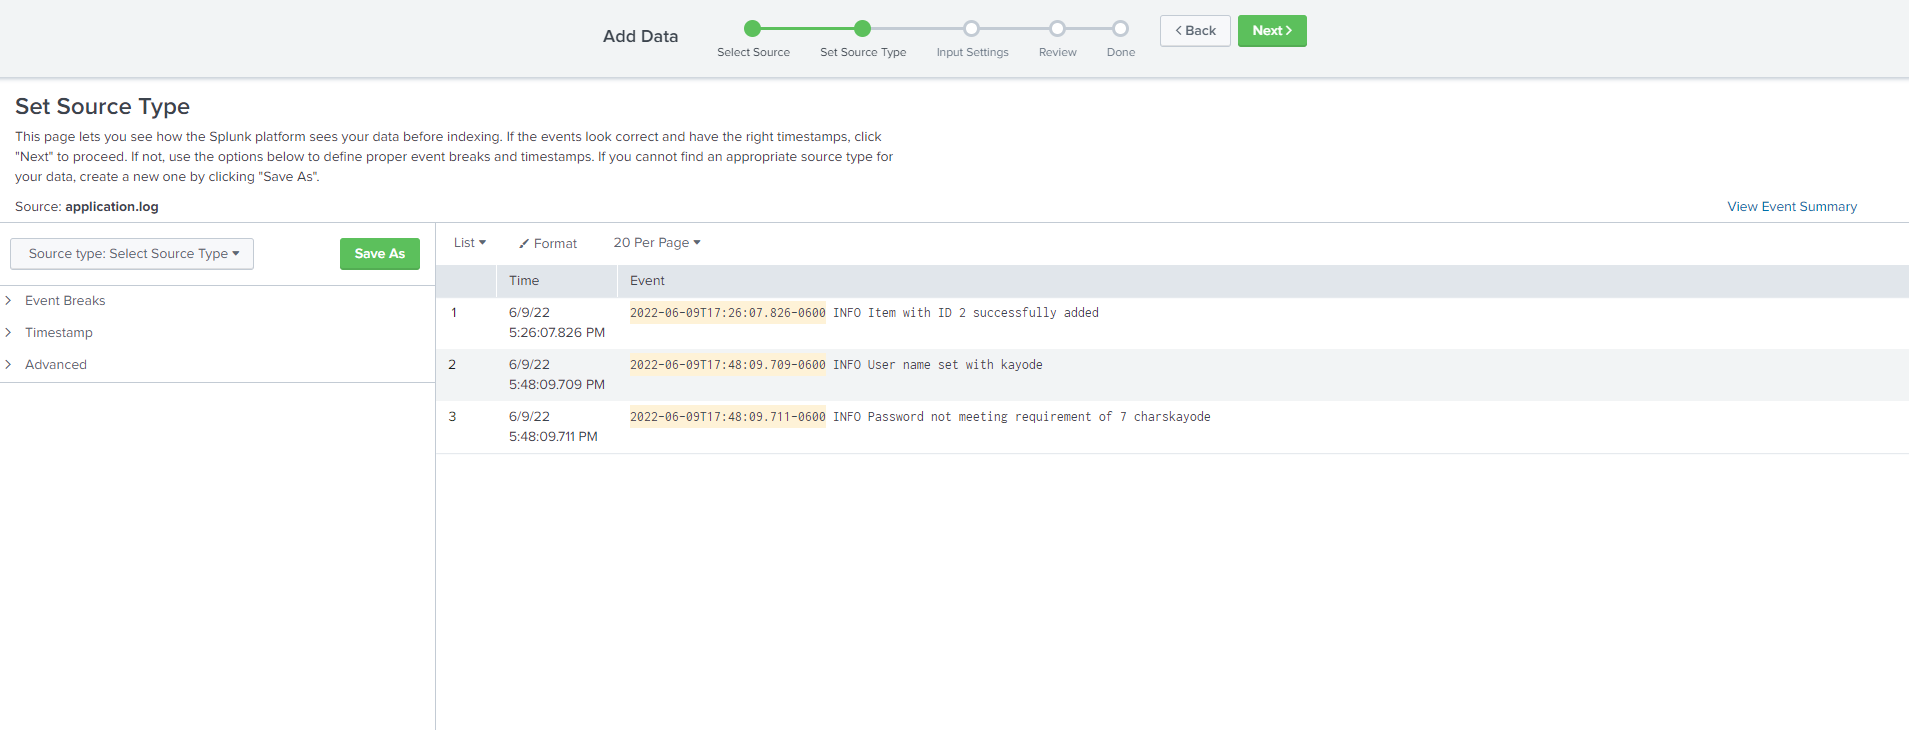 Add Data
Select Source
Set Source Type
Input Settings
Review
Done
< Back
Next >
Set Source Type
This page lets you see how the Splunk platform sees your data before indexing. If the events look correct and have the right timestamps, click
"Next" to proceed. If not, use the options below to define proper event breaks and timestamps. If you cannot find an appropriate source type for
your data, create a new one by clicking "Save As".
Source: application.log
View Event Summary
Source type: Select Source Type
Save As
Event Breaks
Timestamp
Advanced
List
Format
20 Per Page
Time
Event
1
6/9/22
5:26:07.826 PM
2022-06-09T17:26:07.826-0600 INFO Item with ID 2 successfully added
2
6/9/22
5:48:09.709 PM
2022-06-09T17:48:09.709-0600 INFO User name set with kayode
3
6/9/22
5:48:09.711 PM
2022-06-09T17:48:09.711-0600 INFO Password not meeting requirement of 7 charskayode